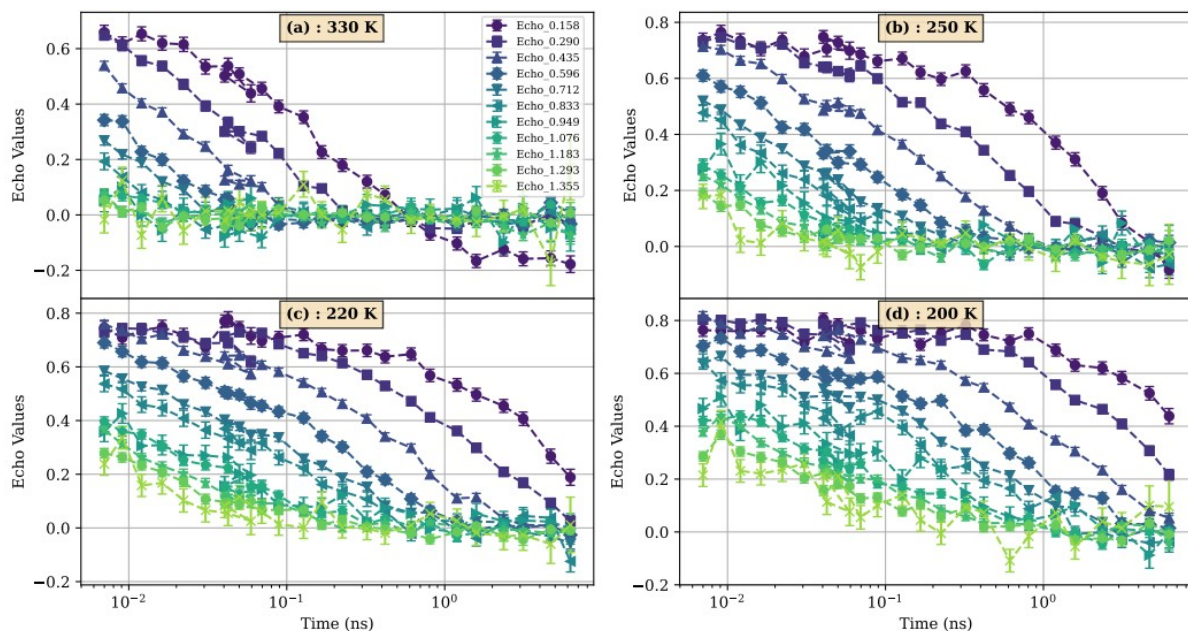 (a) : 330 K
Echo_0.158
Echo_0.290
Echo_0.435
Echo_0.596
Echo_0.712
Echo_0.833
Echo_0.949
Echo_1.076
Echo_1.183
Echo_1.293
Echo_1.355
0.6
0.4
0.2
0.0
−0.2
Echo Values
(b) : 250 K
0.8
0.6
0.4
0.2
0.0
Echo Values
(c) : 220 K
0.8
0.6
0.4
0.2
0.0
−0.2
Echo Values
10⁻² 10⁻¹ 10⁰
Time (ns)
(d) : 200 K
0.8
0.6
0.4
0.2
0.0
−0.2
Echo Values
10⁻² 10⁻¹ 10⁰
Time (ns)